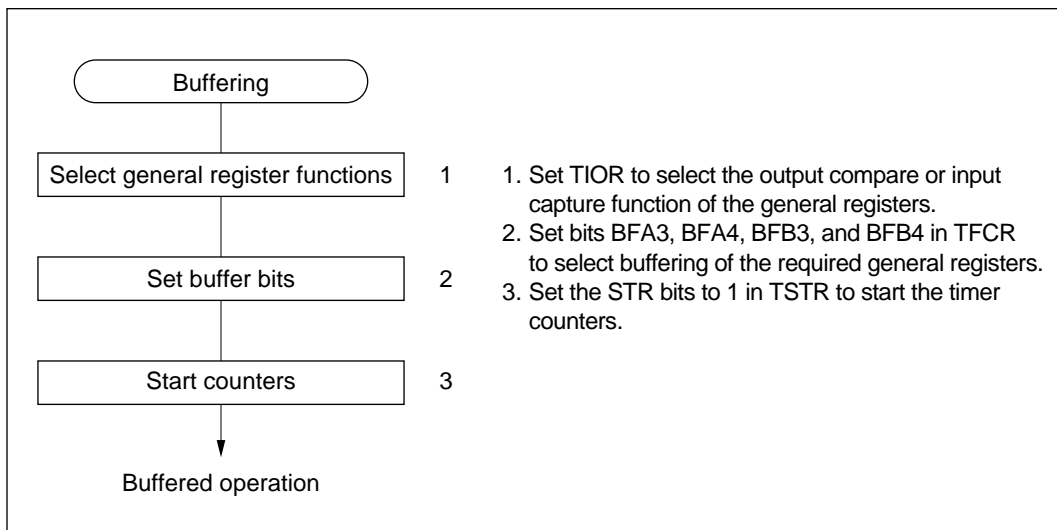 Buffering
Select general register functions
1
Set buffer bits
2
Start counters
3
Buffered operation
1. Set TIOR to select the output compare or input
capture function of the general registers.
2. Set bits BFA3, BFA4, BFB3, and BFB4 in TFCR
to select buffering of the required general registers.
3. Set the STR bits to 1 in TSTR to start the timer
counters.